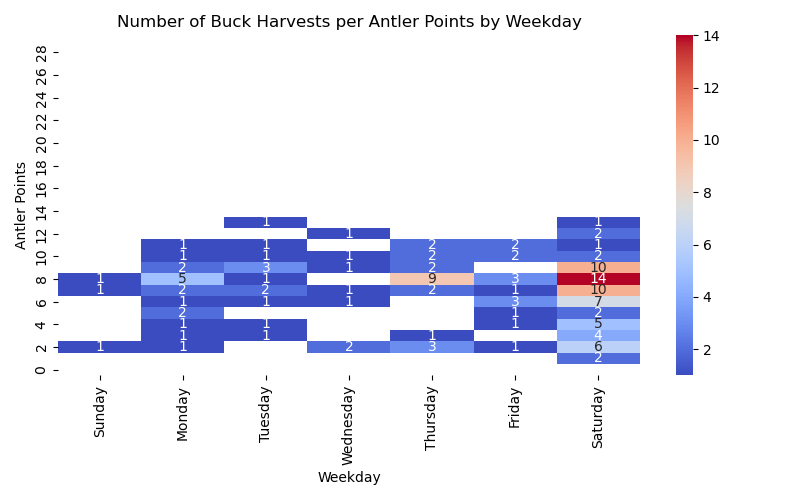 Number of Buck Harvests per Antler Points by Weekday
Antler Points
28
26
24
22
20
18
16
14
12
10
8
6
4
2
0
1 1
1 2
1 1 2 2 1
1 1 1 2 2 2
2 3 1 2 10
1 5 1 9 3 14
1 2 2 1 2 1 10
1 1 1 3 7
2 1 2
1 1 1 5
1 1 1 4
1 1 2 3 1 6
2
Sunday
Monday
Tuesday
Wednesday
Thursday
Friday
Saturday
Weekday
14
12
10
8
6
4
2